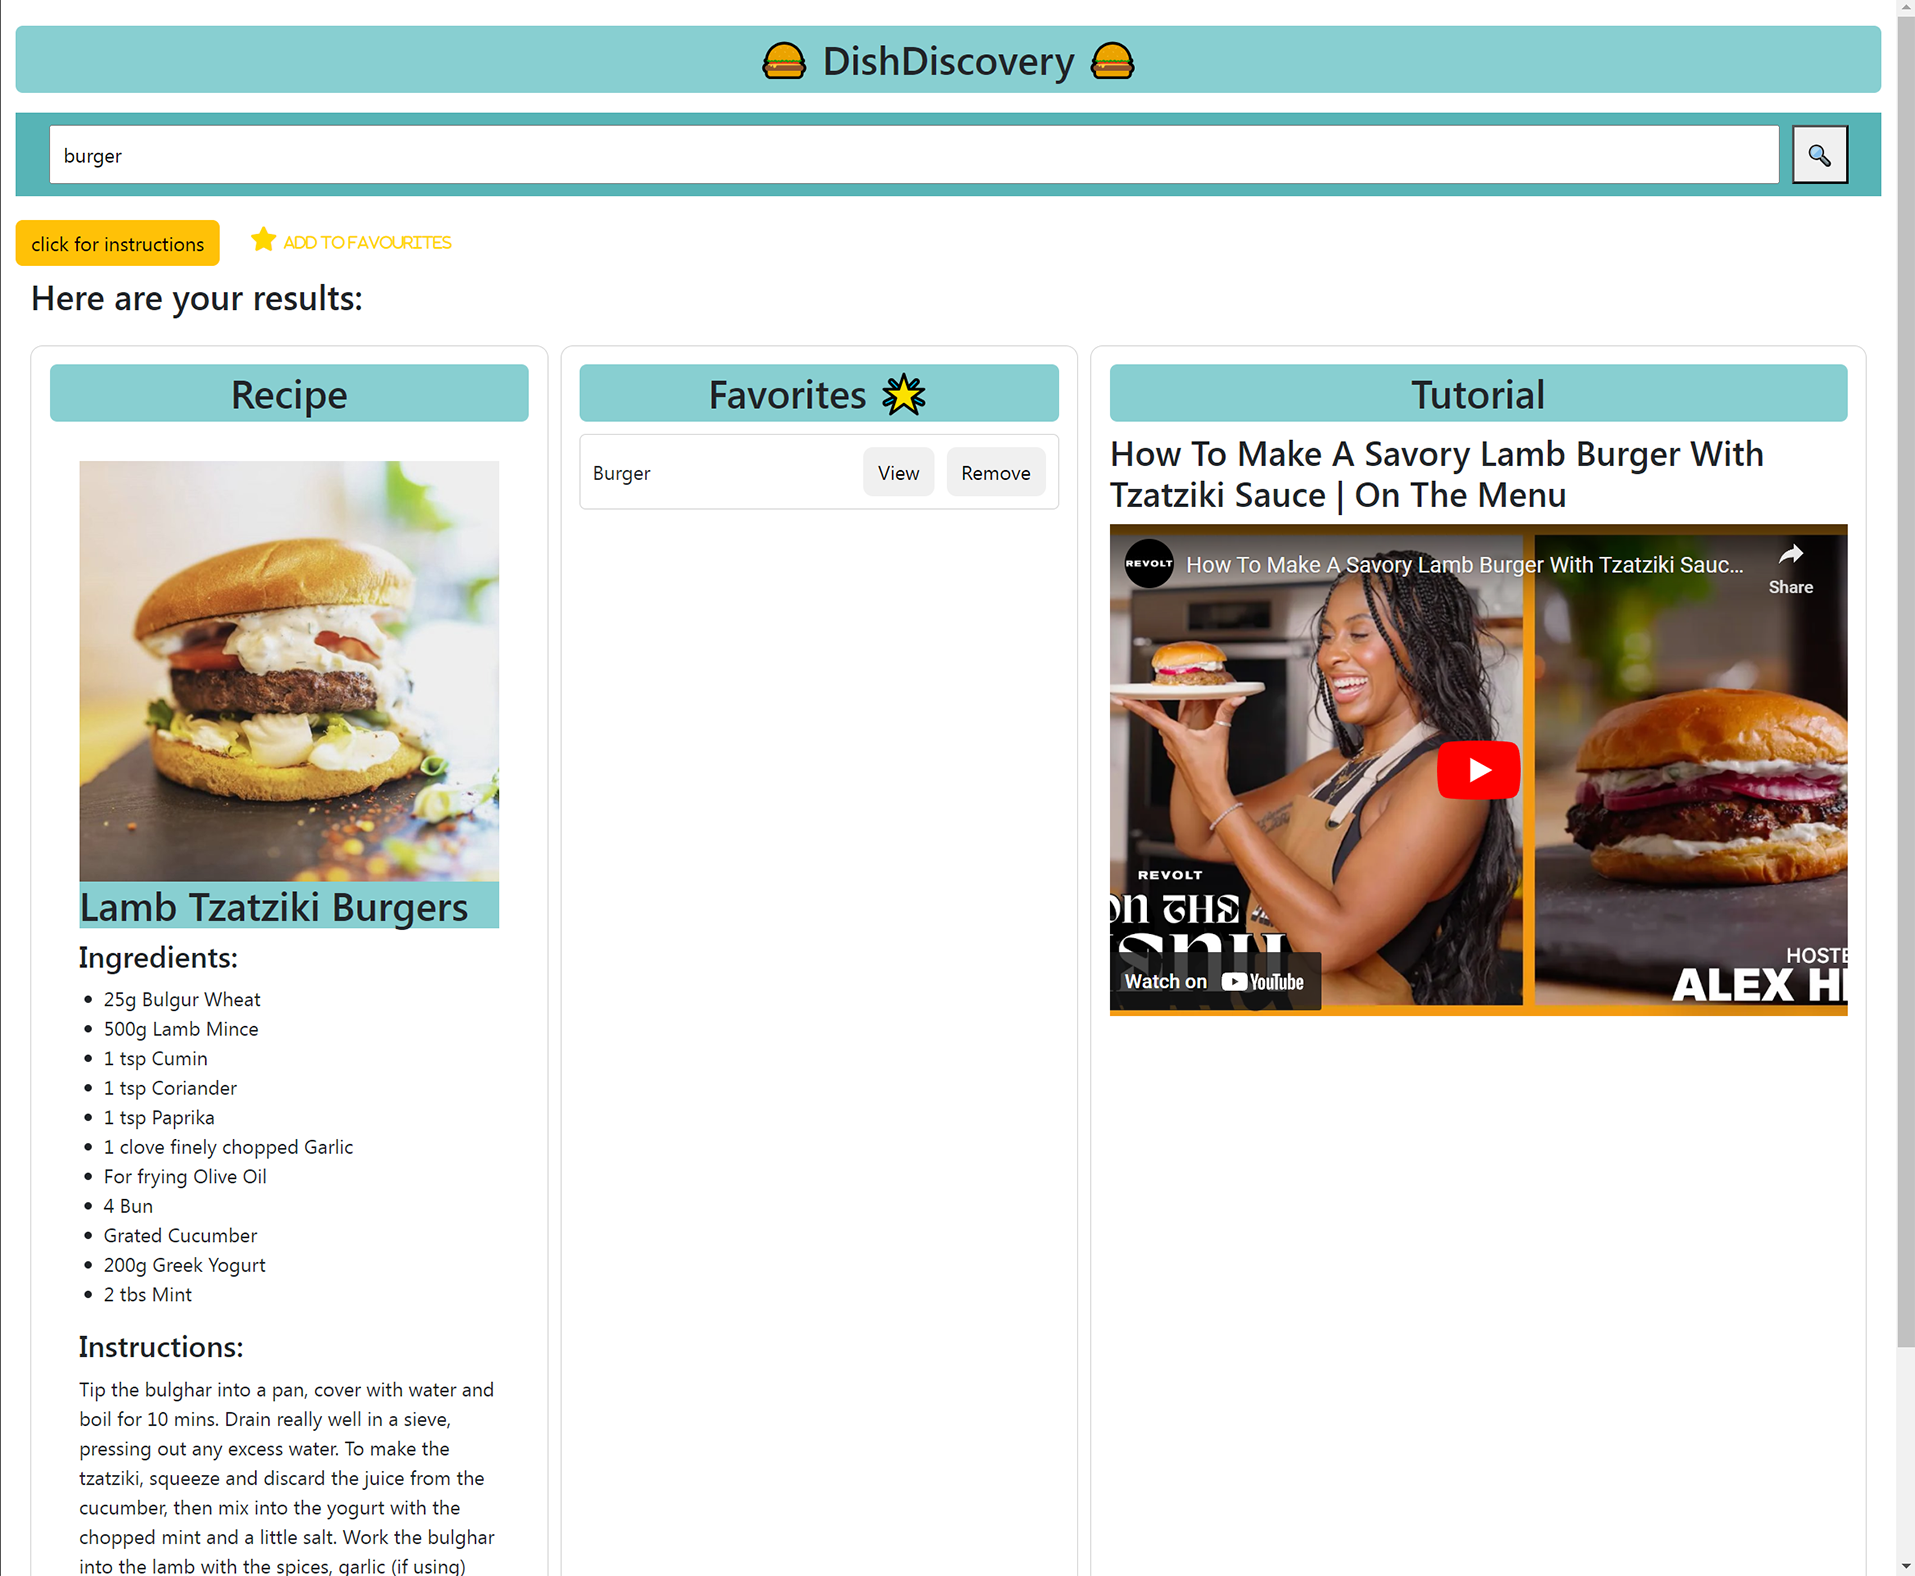 DishDiscovery
burger
click for instructions
ADD TO FAVOURITES
Here are your results:
Recipe
Lamb Tzatziki Burgers
Ingredients:
25g Bulgur Wheat
500g Lamb Mince
1 tsp Cumin
1 tsp Coriander
1 tsp Paprika
1 clove finely chopped Garlic
For frying Olive Oil
4 Bun
Grated Cucumber
200g Greek Yogurt
2 tbs Mint
Instructions:
Tip the bulghar into a pan, cover with water and
boil for 10 mins. Drain really well in a sieve,
pressing out any excess water. To make the
tzatziki, squeeze and discard the juice from the
cucumber, then mix into the yogurt with the
chopped mint and a little salt. Work the bulghar
into the lamb with the spices, garlic (if using)
Favorites
Burger View Remove
Tutorial
How To Make A Savory Lamb Burger With
Tzatziki Sauce | On The Menu
REVOLT
How To Make A Savory Lamb Burger With Tzatziki Sauc...
Share
REVOLT
ON THE
Watch on YouTube
HOSTE
ALEX H